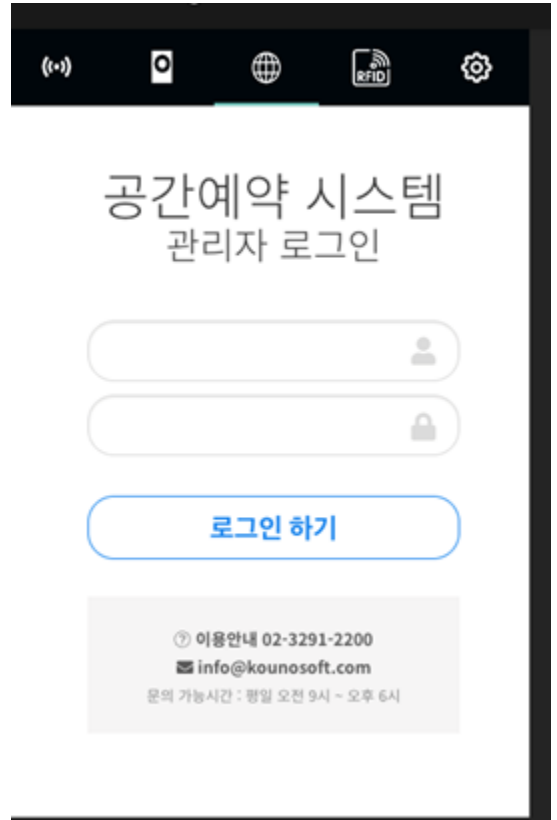 RFID
공간예약 시스템
관리자 로그인
로그인 하기
이용안내 02-3291-2200
info@kounosoft.com
문의 가능시간 : 평일 오전 9시 ~ 오후 6시